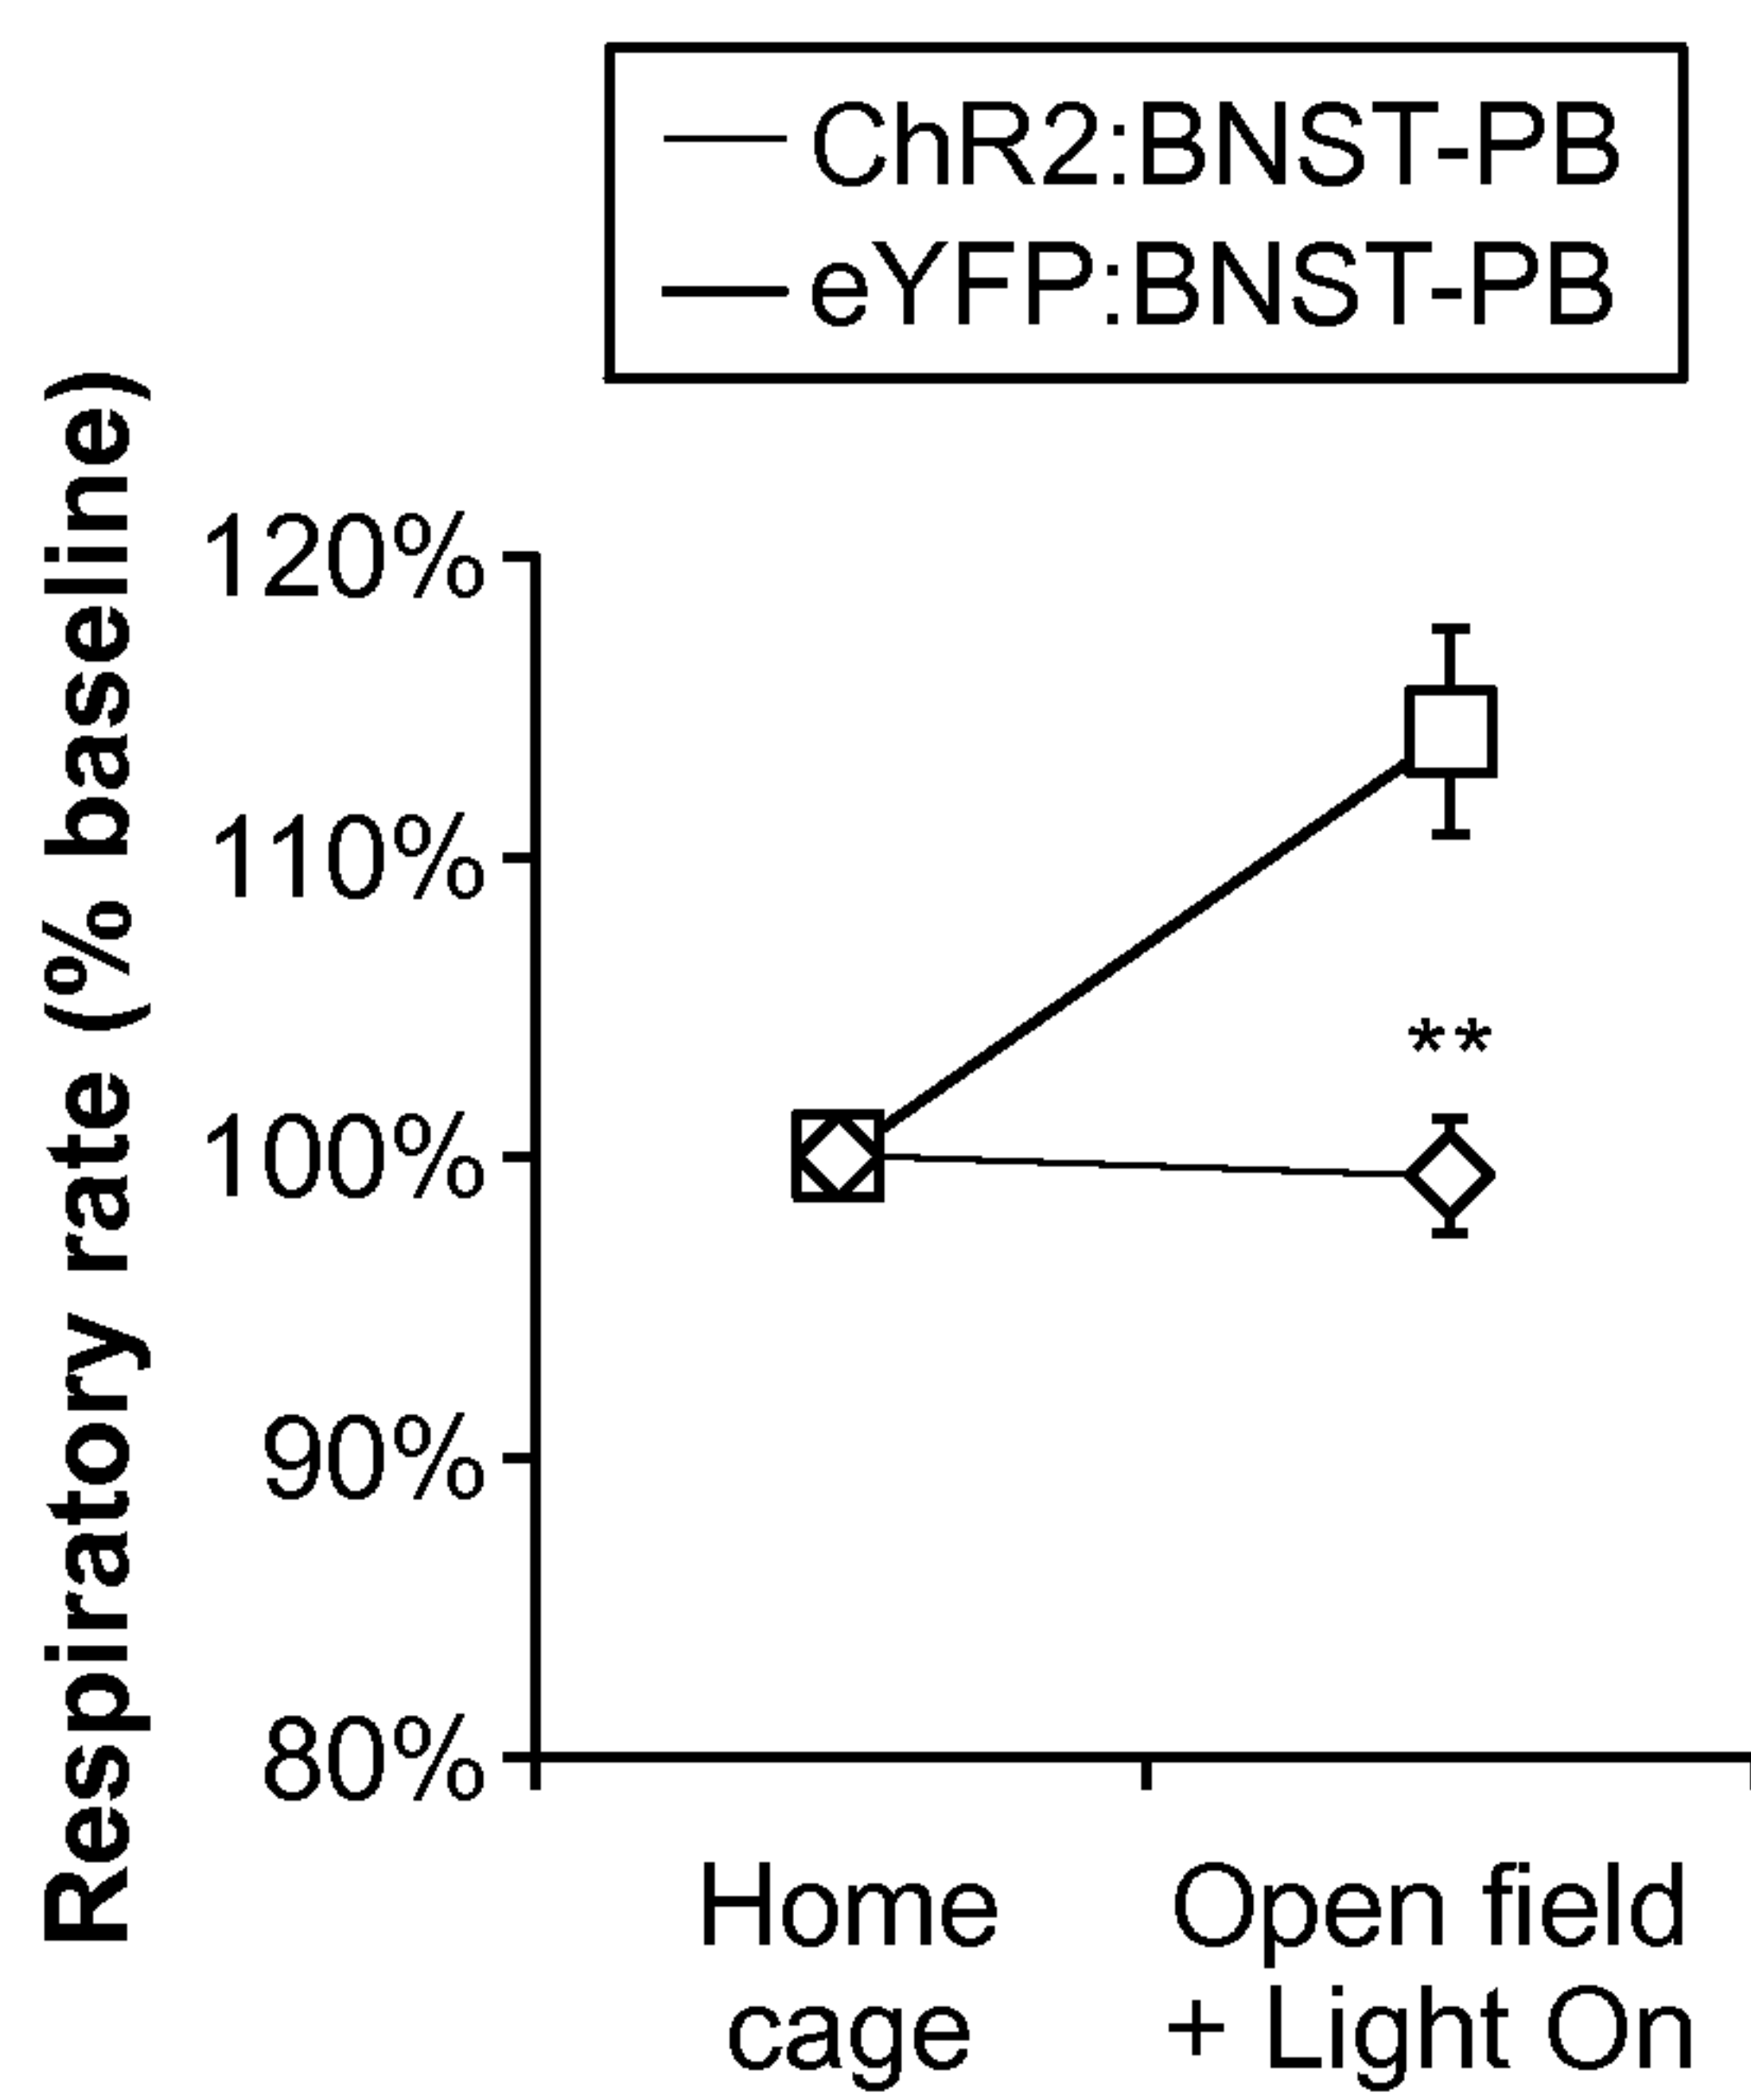 ChR2:BNST-PB
eYFP:BNST-PB
Respiratory rate (% baseline)
120%
110%
**
100%
90%
80%
Home
cage
Open field
+ Light On